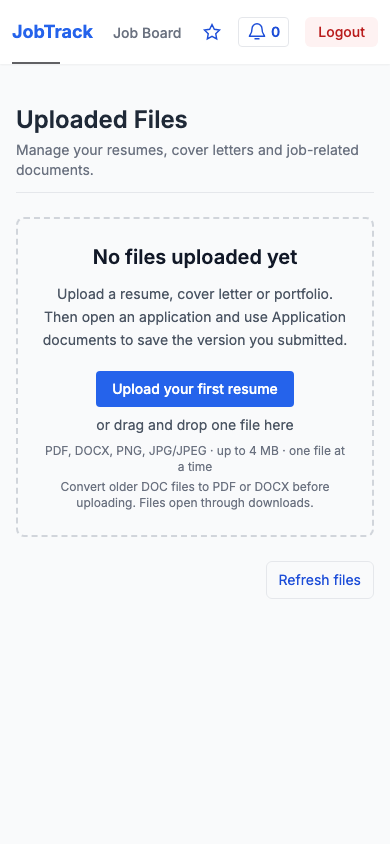 JobTrack
Job Board
0
Logout
Uploaded Files
Manage your resumes, cover letters and job-related
documents.
No files uploaded yet
Upload a resume, cover letter or portfolio.
Then open an application and use Application
documents to save the version you submitted.
Upload your first resume
or drag and drop one file here
PDF, DOCX, PNG, JPG/JPEG · up to 4 MB · one file at
a time
Convert older DOC files to PDF or DOCX before
uploading. Files open through downloads.
Refresh files